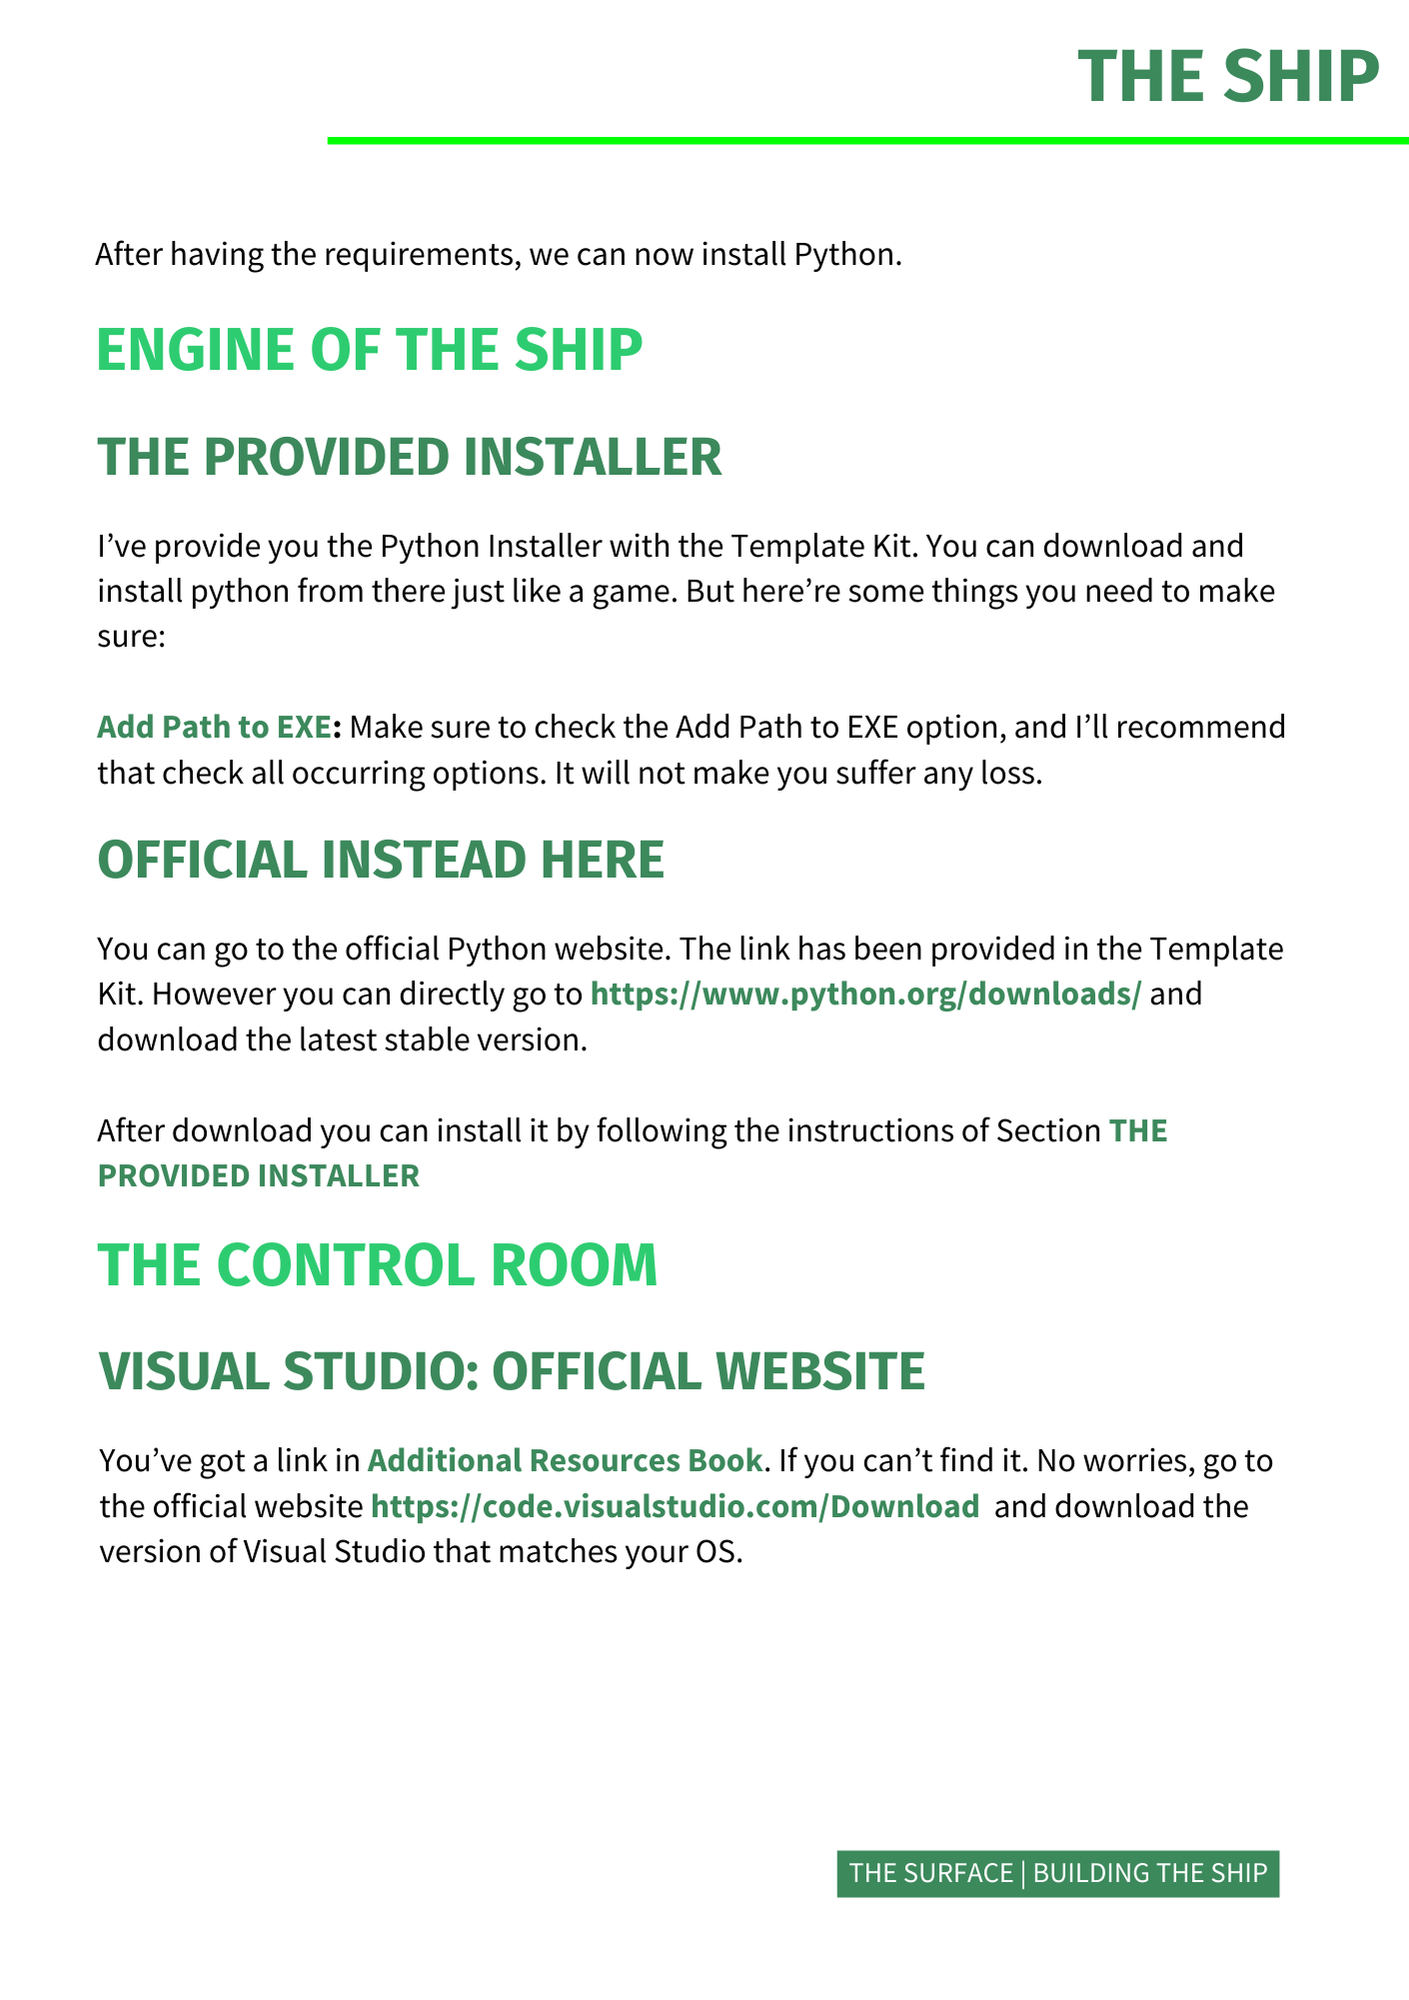 THE SHIP
After having the requirements, we can now install Python.
ENGINE OF THE SHIP
THE PROVIDED INSTALLER
I’ve provide you the Python Installer with the Template Kit. You can download and
install python from there just like a game. But here’re some things you need to make
sure:
Add Path to EXE: Make sure to check the Add Path to EXE option, and I’ll recommend
that check all occurring options. It will not make you suffer any loss.
OFFICIAL INSTEAD HERE
You can go to the official Python website. The link has been provided in the Template
Kit. However you can directly go to https://www.python.org/downloads/ and
download the latest stable version.
After download you can install it by following the instructions of Section THE
PROVIDED INSTALLER
THE CONTROL ROOM
VISUAL STUDIO: OFFICIAL WEBSITE
You’ve got a link in Additional Resources Book. If you can’t find it. No worries, go to
the official website https://code.visualstudio.com/Download and download the
version of Visual Studio that matches your OS.
THE SURFACE | BUILDING THE SHIP